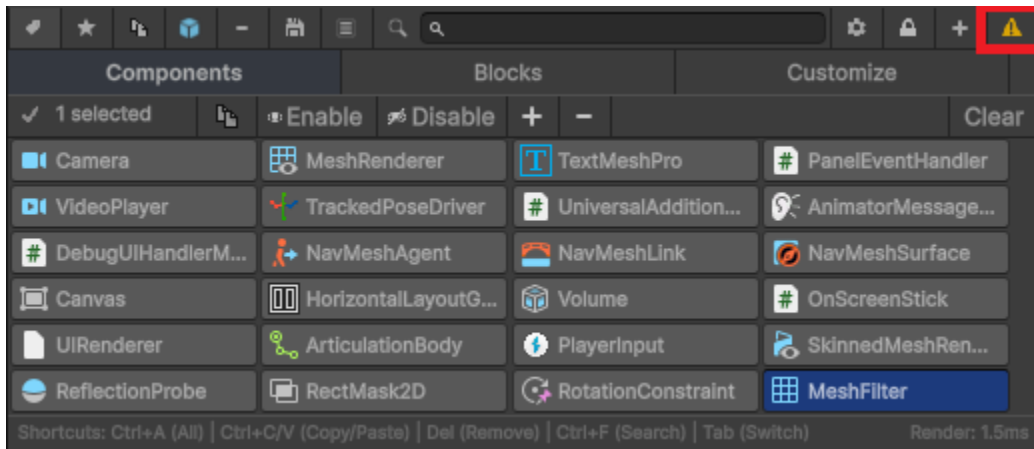 Components Blocks Customize
1 selected Enable Disable + − Clear
Camera MeshRenderer TextMeshPro PanelEventHandler
VideoPlayer TrackedPoseDriver UniversalAddition... AnimatorMessage...
DebugUIHandlerM... NavMeshAgent NavMeshLink NavMeshSurface
Canvas HorizontalLayoutG... Volume OnScreenStick
UIRenderer ArticulationBody PlayerInput SkinnedMeshRen...
ReflectionProbe RectMask2D RotationConstraint MeshFilter
Shortcuts: Ctrl+A (All) | Ctrl+C/V (Copy/Paste) | Del (Remove) | Ctrl+F (Search) | Tab (Switch) Render: 1.5ms